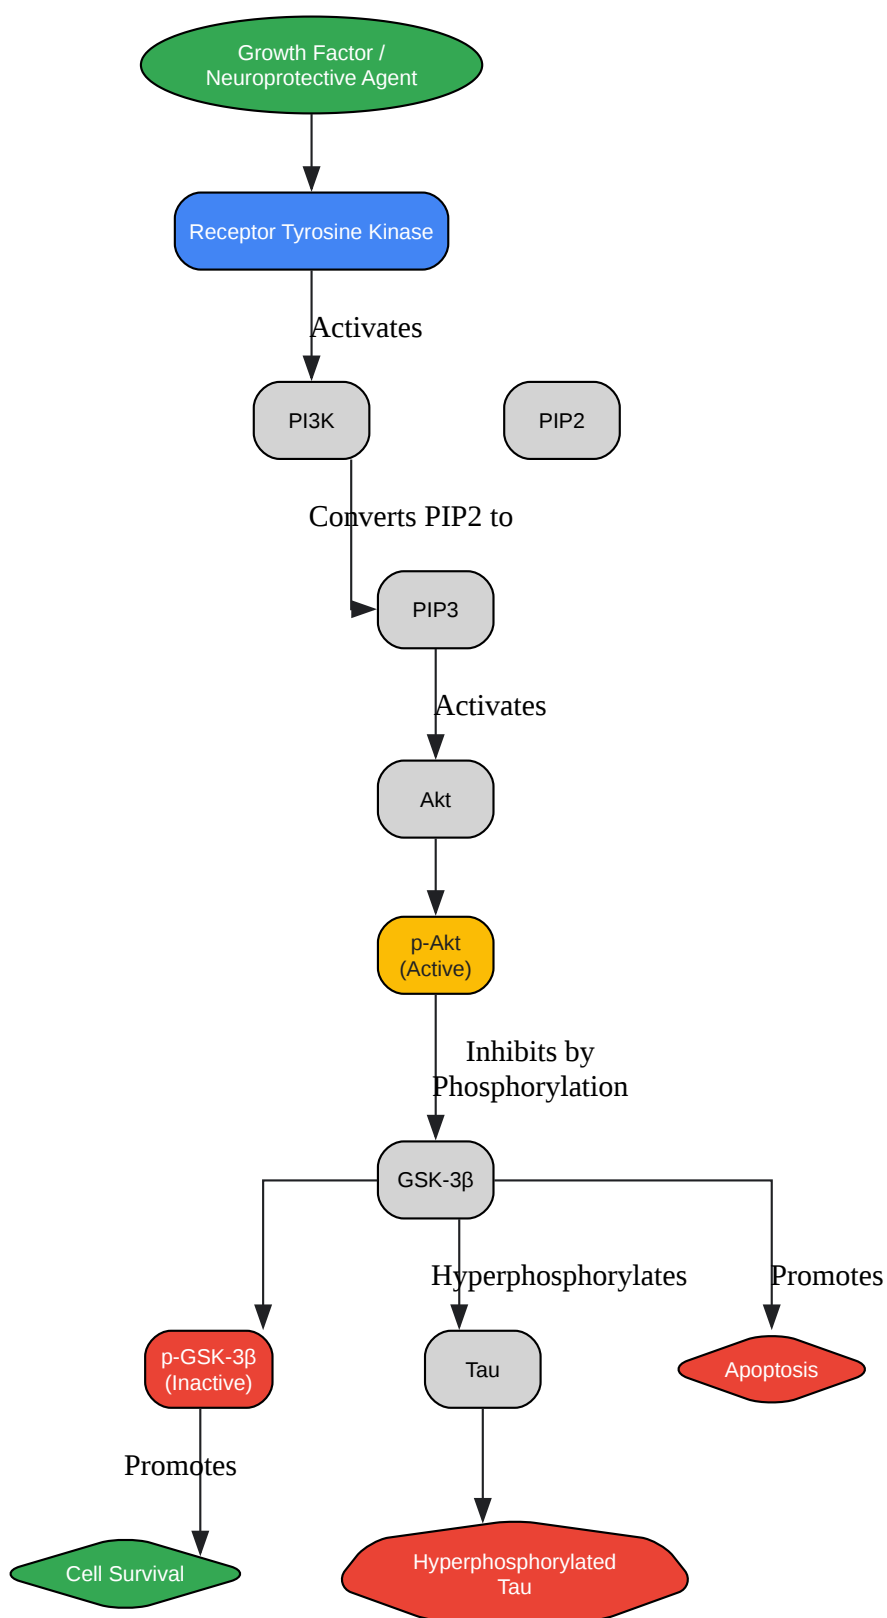 Growth Factor /
Neuroprotective Agent
Receptor Tyrosine Kinase
Activates
PI3K
PIP2
Converts PIP2 to
PIP3
Activates
Akt
p-Akt
(Active)
Inhibits by
Phosphorylation
GSK-3β
Hyperphosphorylates
Promotes
p-GSK-3β
(Inactive)
Tau
Apoptosis
Promotes
Cell Survival
Hyperphosphorylated
Tau